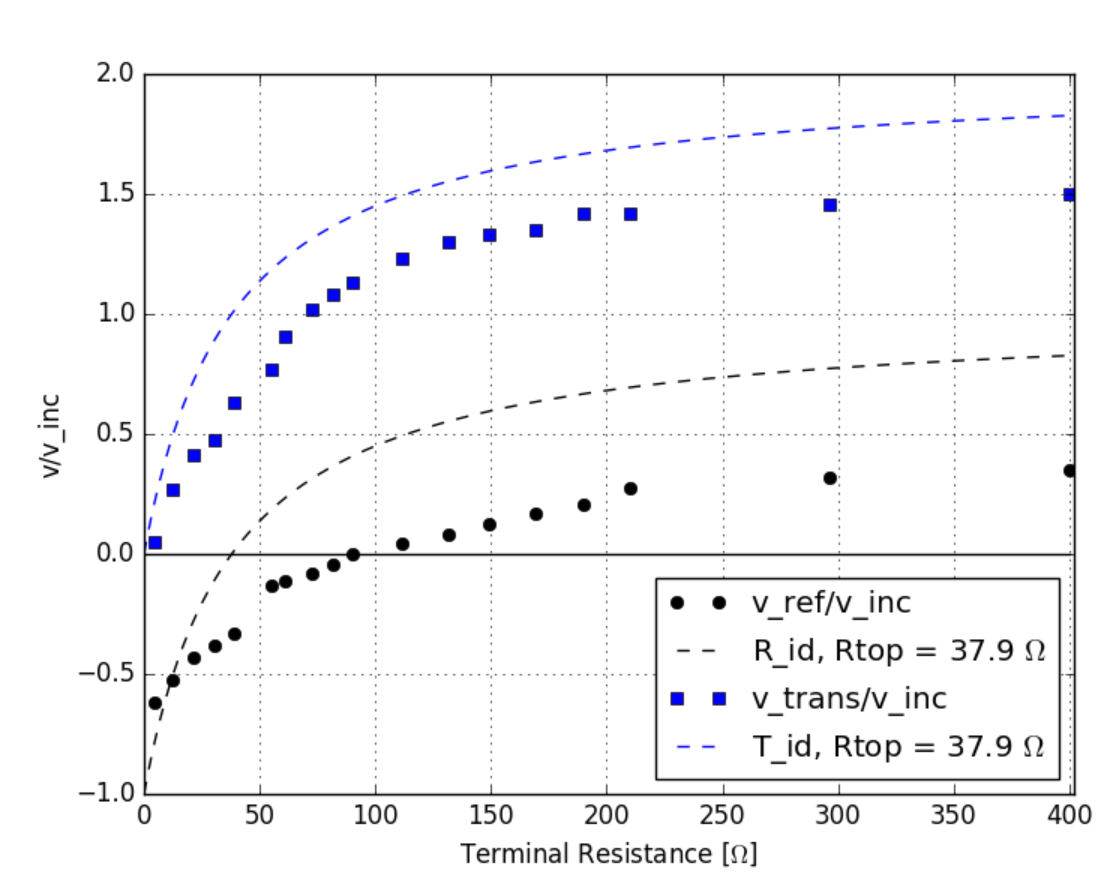 2.0
1.5
1.0
0.5
0.0
−0.5
−1.0
v/v_inc
0 50 100 150 200 250 300 350 400
Terminal Resistance [Ω]
v_ref/v_inc
R_id, Rtop = 37.9 Ω
v_trans/v_inc
T_id, Rtop = 37.9 Ω